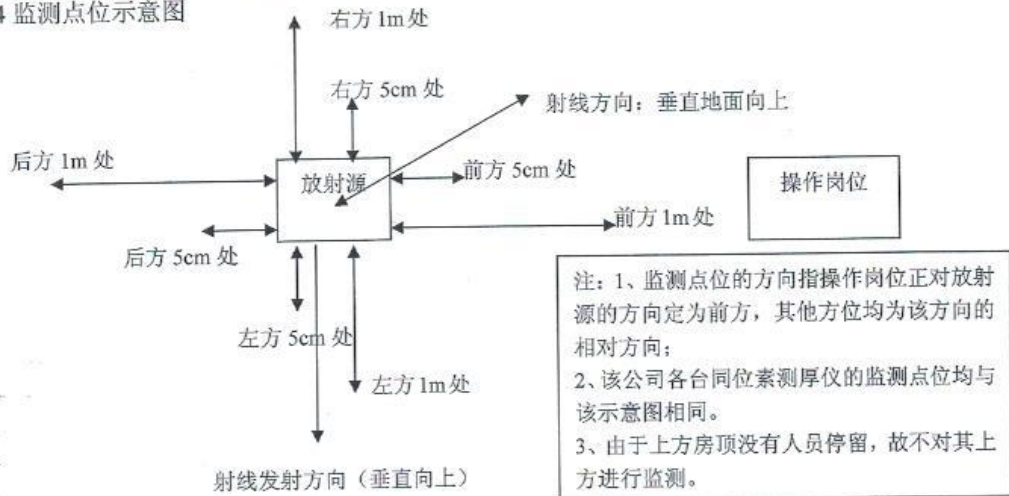 4 监测点位示意图
右方 1m 处
右方 5cm 处
射线方向：垂直地面向上
后方 1m 处
放射源
前方 5cm 处
操作岗位
前方 1m 处
后方 5cm 处
左方 5cm 处
左方 1m 处
射线发射方向（垂直向上）
注：1、监测点位的方向指操作岗位正对放射
源的方向定为前方，其他方位均为该方向的
相对方向；
2、该公司各台同位素测厚仪的监测点位均与
该示意图相同。
3、由于上方房顶没有人员停留，故不对其上
方进行监测。